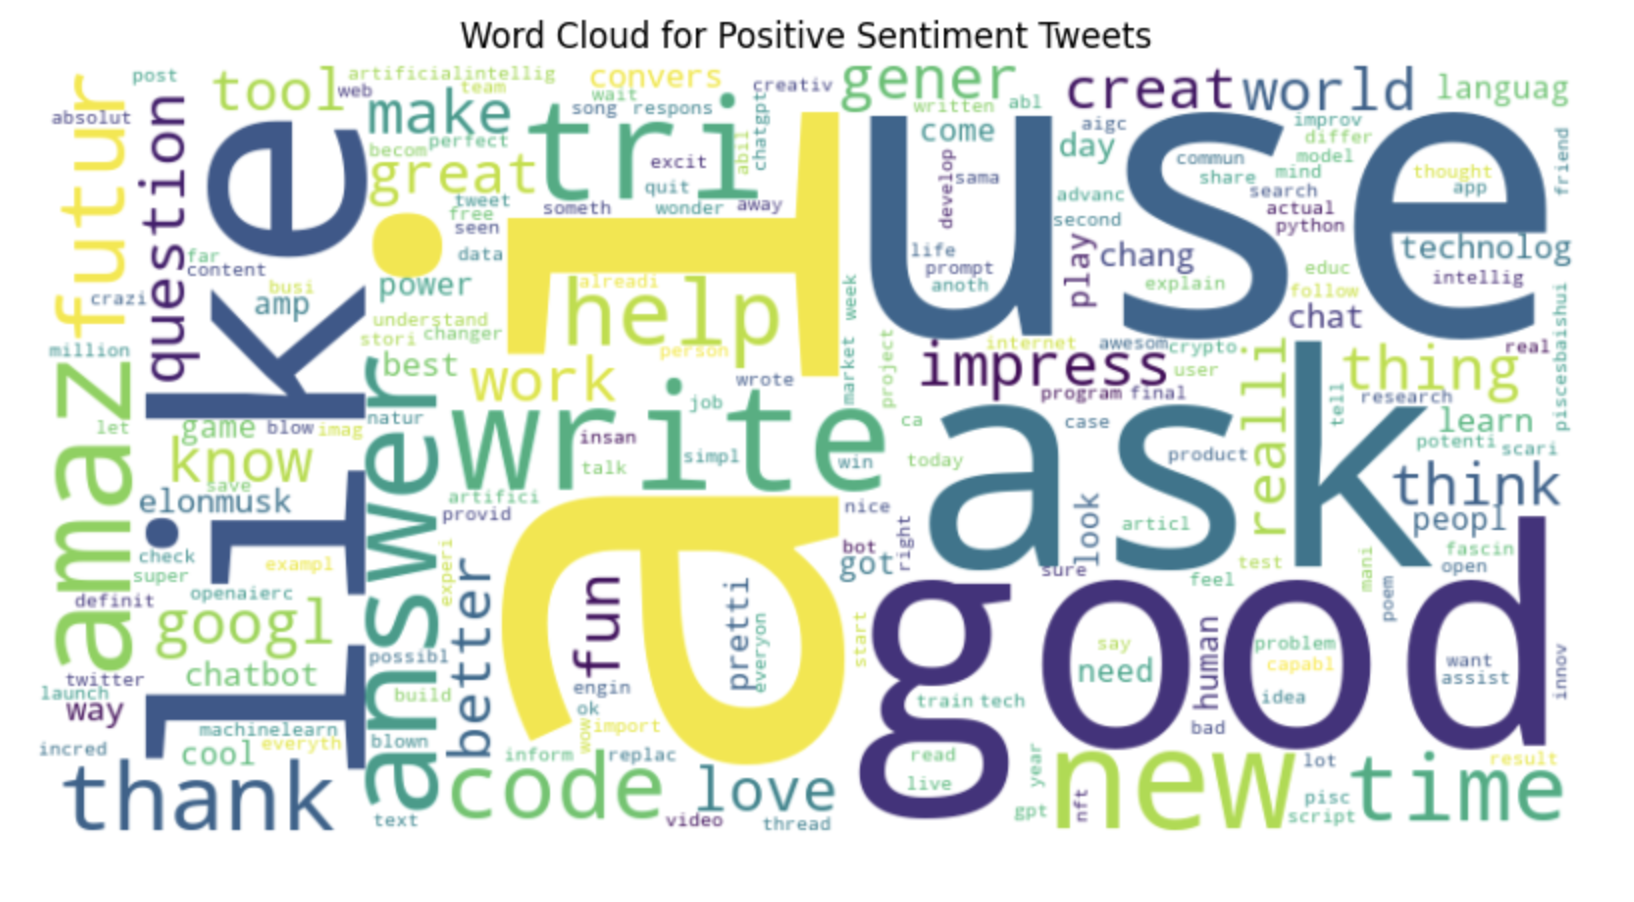 Word Cloud for Positive Sentiment Tweets
post
tool
artificialintellig
team
convers
creativ
gener
creat
world
languag
absolut
web
make
wait
song
respons
written
abl
aigc
improv
differ
futur
question
like
becom
perfect
great
tri
excit
abil
chatgpt
come
day
commun
model
mind
share
search
thought
app
friend
tweet
free
seen
quit
someth
wonder
away
develop
sama
advanc
second
actual
python
use
far
content
data
ai
life
prompt
anoth
play
chang
explain
technolog
educ
follow
intellig
crazi
busi
amp
power
alreadi
help
week
chat
piscesbaishui
million
understand
stori
changer
best
person
market
project
internet
awesom
crypto
real
amaz
work
wrote
impress
user
realli
thing
program
final
tell
research
let
game
blow
imag
natur
job
write
ca
case
learn
know
save
answer
insan
talk
simpl
win
today
ask
product
potenti
scari
elonmusk
artifici
provid
nice
look
articl
think
peopl
check
super
exampl
experi
bot
got
right
sure
feel
test
mani
fascin
open
definit
openaierc
googl
better
fun
pretti
everyon
start
good
say
need
human
problem
capabl
idea
poem
want
assist
innov
twitter
chatbot
possibl
launch
way
build
engin
ok
wow
import
train
tech
bad
machinelearn
incred
cool
everyth
blown
inform
replac
read
live
year
new
lot
result
thank
text
code
love
video
thread
gpt
nft
pisc
script
time